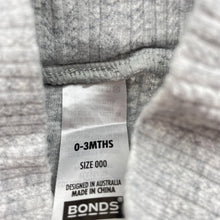 0-3MTHS
SIZE 000
DESIGNED IN AUSTRALIA
MADE IN CHINA
BONDS